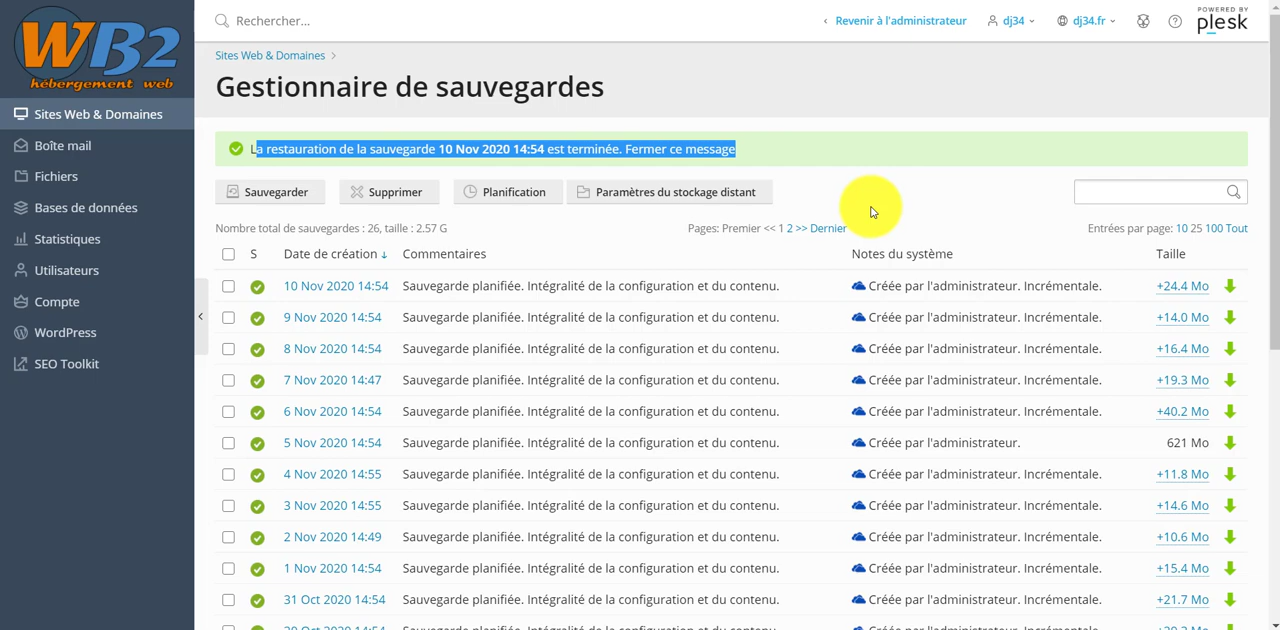 WB2
hébergement web
Rechercher...
‹ Revenir à l'administrateur
dj34
dj34.fr
POWERED BY
plesk
Sites Web & Domaines
Boîte mail
Fichiers
Bases de données
Statistiques
Utilisateurs
Compte
WordPress
SEO Toolkit
Sites Web & Domaines >
Gestionnaire de sauvegardes
La restauration de la sauvegarde 10 Nov 2020 14:54 est terminée. Fermer ce message
Sauvegarder Supprimer Planification Paramètres du stockage distant
Nombre total de sauvegardes : 26, taille : 2.57 G Pages: Premier << 1 2 >> Dernier Entrées par page: 10 25 100 Tout
S Date de création ↓ Commentaires Notes du système Taille
10 Nov 2020 14:54 Sauvegarde planifiée. Intégralité de la configuration et du contenu. Créée par l'administrateur. Incrémentale. +24.4 Mo
9 Nov 2020 14:54 Sauvegarde planifiée. Intégralité de la configuration et du contenu. Créée par l'administrateur. Incrémentale. +14.0 Mo
8 Nov 2020 14:54 Sauvegarde planifiée. Intégralité de la configuration et du contenu. Créée par l'administrateur. Incrémentale. +16.4 Mo
7 Nov 2020 14:47 Sauvegarde planifiée. Intégralité de la configuration et du contenu. Créée par l'administrateur. Incrémentale. +19.3 Mo
6 Nov 2020 14:54 Sauvegarde planifiée. Intégralité de la configuration et du contenu. Créée par l'administrateur. Incrémentale. +40.2 Mo
5 Nov 2020 14:54 Sauvegarde planifiée. Intégralité de la configuration et du contenu. Créée par l'administrateur. 621 Mo
4 Nov 2020 14:55 Sauvegarde planifiée. Intégralité de la configuration et du contenu. Créée par l'administrateur. Incrémentale. +11.8 Mo
3 Nov 2020 14:55 Sauvegarde planifiée. Intégralité de la configuration et du contenu. Créée par l'administrateur. Incrémentale. +14.6 Mo
2 Nov 2020 14:49 Sauvegarde planifiée. Intégralité de la configuration et du contenu. Créée par l'administrateur. Incrémentale. +10.6 Mo
1 Nov 2020 14:54 Sauvegarde planifiée. Intégralité de la configuration et du contenu. Créée par l'administrateur. Incrémentale. +15.4 Mo
31 Oct 2020 14:54 Sauvegarde planifiée. Intégralité de la configuration et du contenu. Créée par l'administrateur. Incrémentale. +21.7 Mo